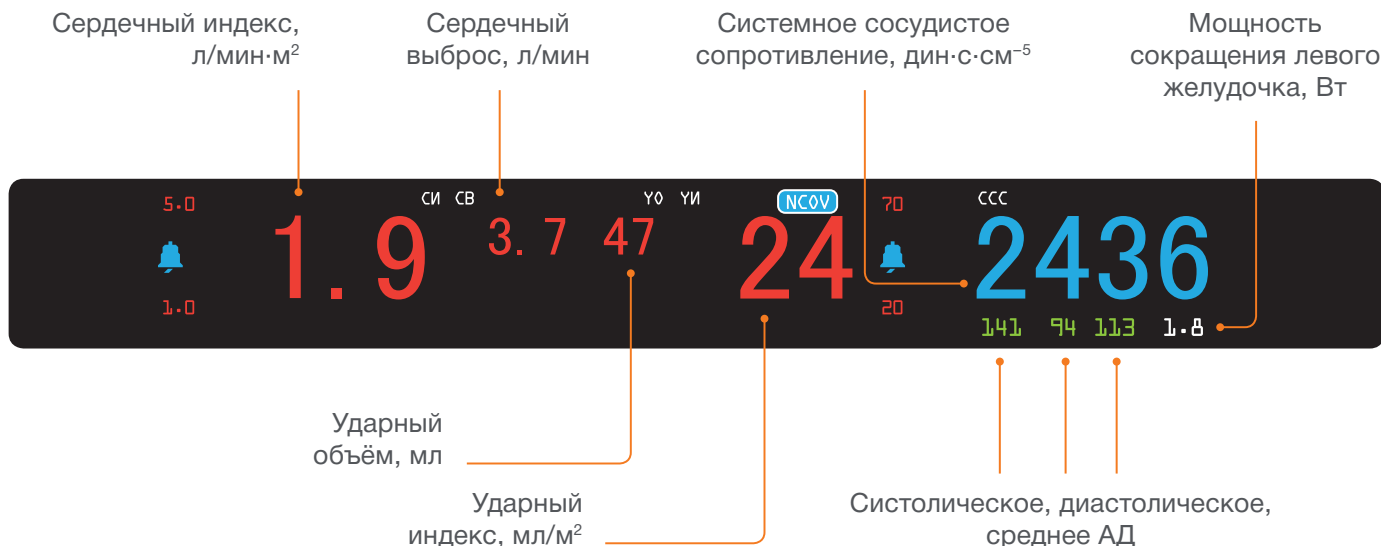 Сердечный индекс,
л/мин·м²
Сердечный
выброс, л/мин
Системное сосудистое
сопротивление, дин·с·см⁻⁵
Мощность
сокращения левого
желудочка, Вт
5.0 СИ СВ УО УИ NCOV 70 ССС
1.9 3.7 47 24 2436
1.0 20
141 94 113 1.8
Ударный
объём, мл
Ударный
индекс, мл/м²
Систолическое, диастолическое,
среднее АД